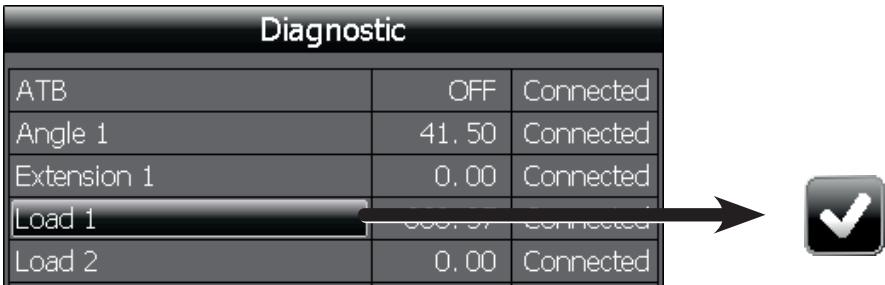 Diagnostic
ATB OFF Connected
Angle 1 41.50 Connected
Extension 1 0.00 Connected
Load 1
Load 2 0.00 Connected